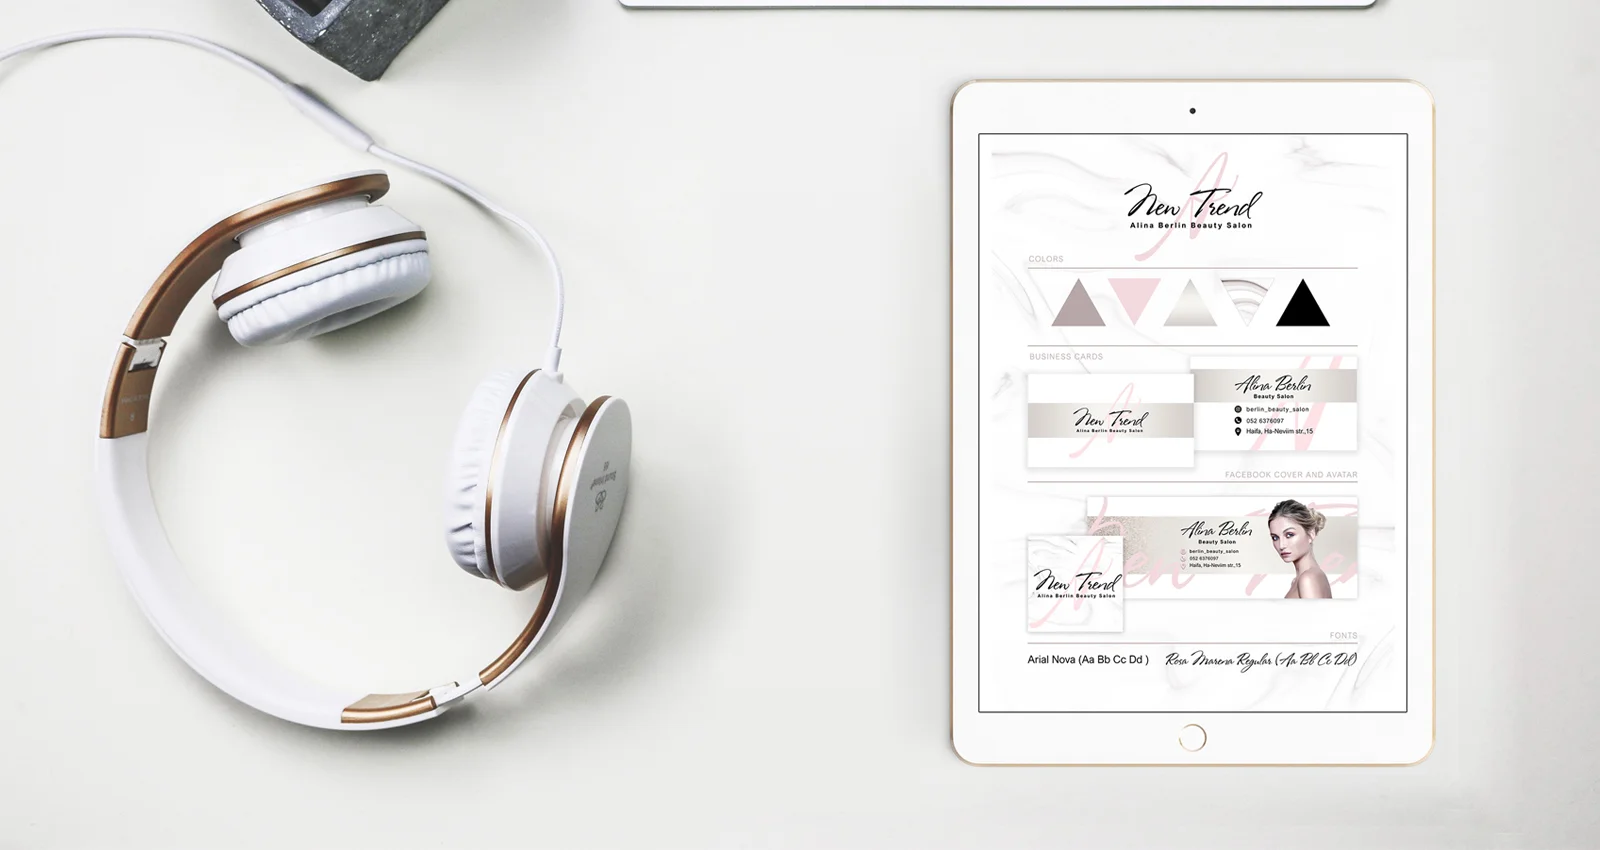 New Trend
Alina Berlin Beauty Salon
COLORS
BUSINESS CARDS
New Trend
Alina Berlin Beauty Salon
Alina Berlin
Beauty Salon
berlin_beauty_salon
052 6376097
Haifa, Ha-Neviim str.,15
FACEBOOK COVER AND AVATAR
Alina Berlin
Beauty Salon
berlin_beauty_salon
052 6376097
Haifa, Ha-Neviim str.,15
New Trend
Alina Berlin Beauty Salon
FONTS
Arial Nova (Aa Bb Cc Dd )
Rosa Marena Regular (Aa Bb Cc Dd)